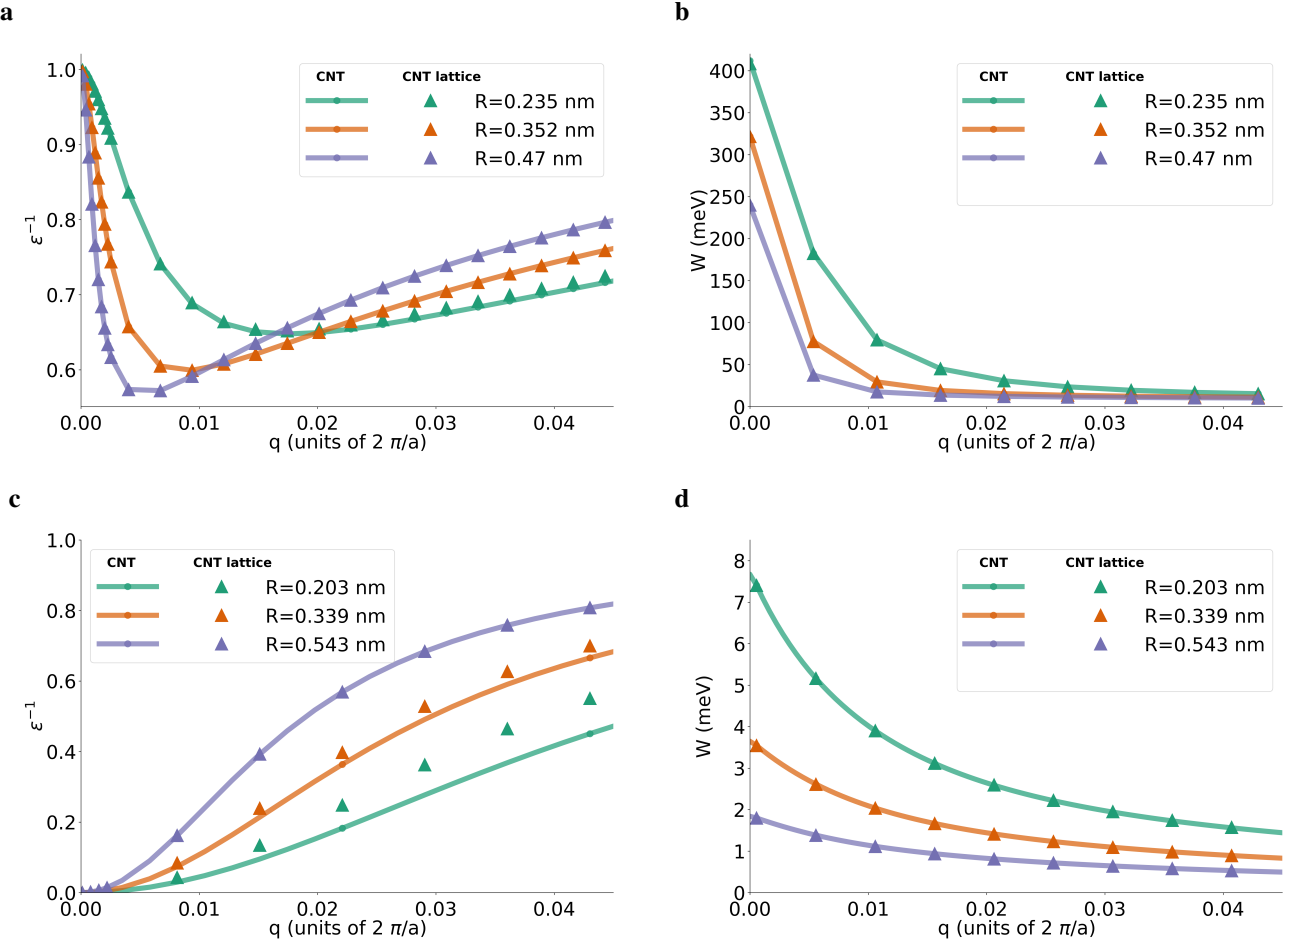 a
1.0
0.9
0.8
0.7
0.6
ε⁻¹
0.00 0.01 0.02 0.03 0.04
q (units of 2 π/a)
CNT CNT lattice
R=0.235 nm
R=0.352 nm
R=0.47 nm
b
400
350
300
250
200
150
100
50
0
W (meV)
0.00 0.01 0.02 0.03 0.04
q (units of 2 π/a)
CNT CNT lattice
R=0.235 nm
R=0.352 nm
R=0.47 nm
c
1.0
0.8
0.6
0.4
0.2
0.0
ε⁻¹
0.00 0.01 0.02 0.03 0.04
q (units of 2 π/a)
CNT CNT lattice
R=0.203 nm
R=0.339 nm
R=0.543 nm
d
8
7
6
5
4
3
2
1
0
W (meV)
0.00 0.01 0.02 0.03 0.04
q (units of 2 π/a)
CNT CNT lattice
R=0.203 nm
R=0.339 nm
R=0.543 nm